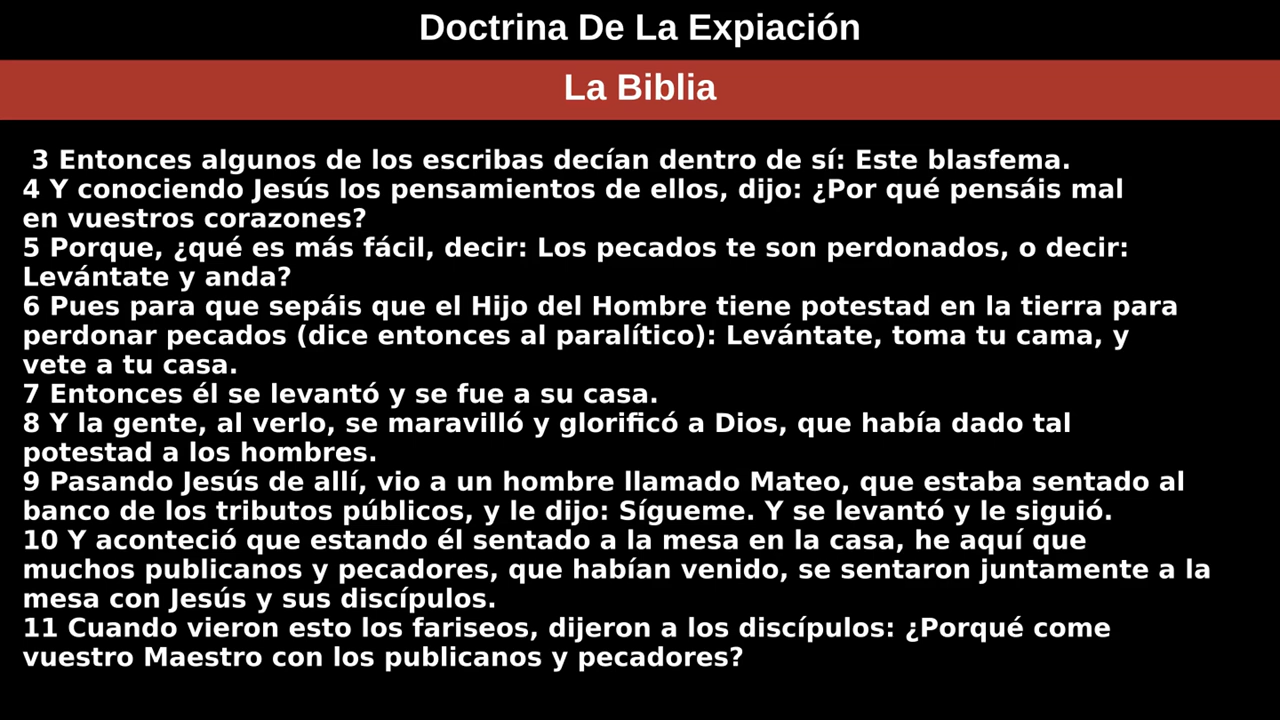 Doctrina De La Expiación
La Biblia
3 Entonces algunos de los escribas decían dentro de sí: Este blasfema.
4 Y conociendo Jesús los pensamientos de ellos, dijo: ¿Por qué pensáis mal
en vuestros corazones?
5 Porque, ¿qué es más fácil, decir: Los pecados te son perdonados, o decir:
Levántate y anda?
6 Pues para que sepáis que el Hijo del Hombre tiene potestad en la tierra para
perdonar pecados (dice entonces al paralítico): Levántate, toma tu cama, y
vete a tu casa.
7 Entonces él se levantó y se fue a su casa.
8 Y la gente, al verlo, se maravilló y glorificó a Dios, que había dado tal
potestad a los hombres.
9 Pasando Jesús de allí, vio a un hombre llamado Mateo, que estaba sentado al
banco de los tributos públicos, y le dijo: Sígueme. Y se levantó y le siguió.
10 Y aconteció que estando él sentado a la mesa en la casa, he aquí que
muchos publicanos y pecadores, que habían venido, se sentaron juntamente a la
mesa con Jesús y sus discípulos.
11 Cuando vieron esto los fariseos, dijeron a los discípulos: ¿Porqué come
vuestro Maestro con los publicanos y pecadores?